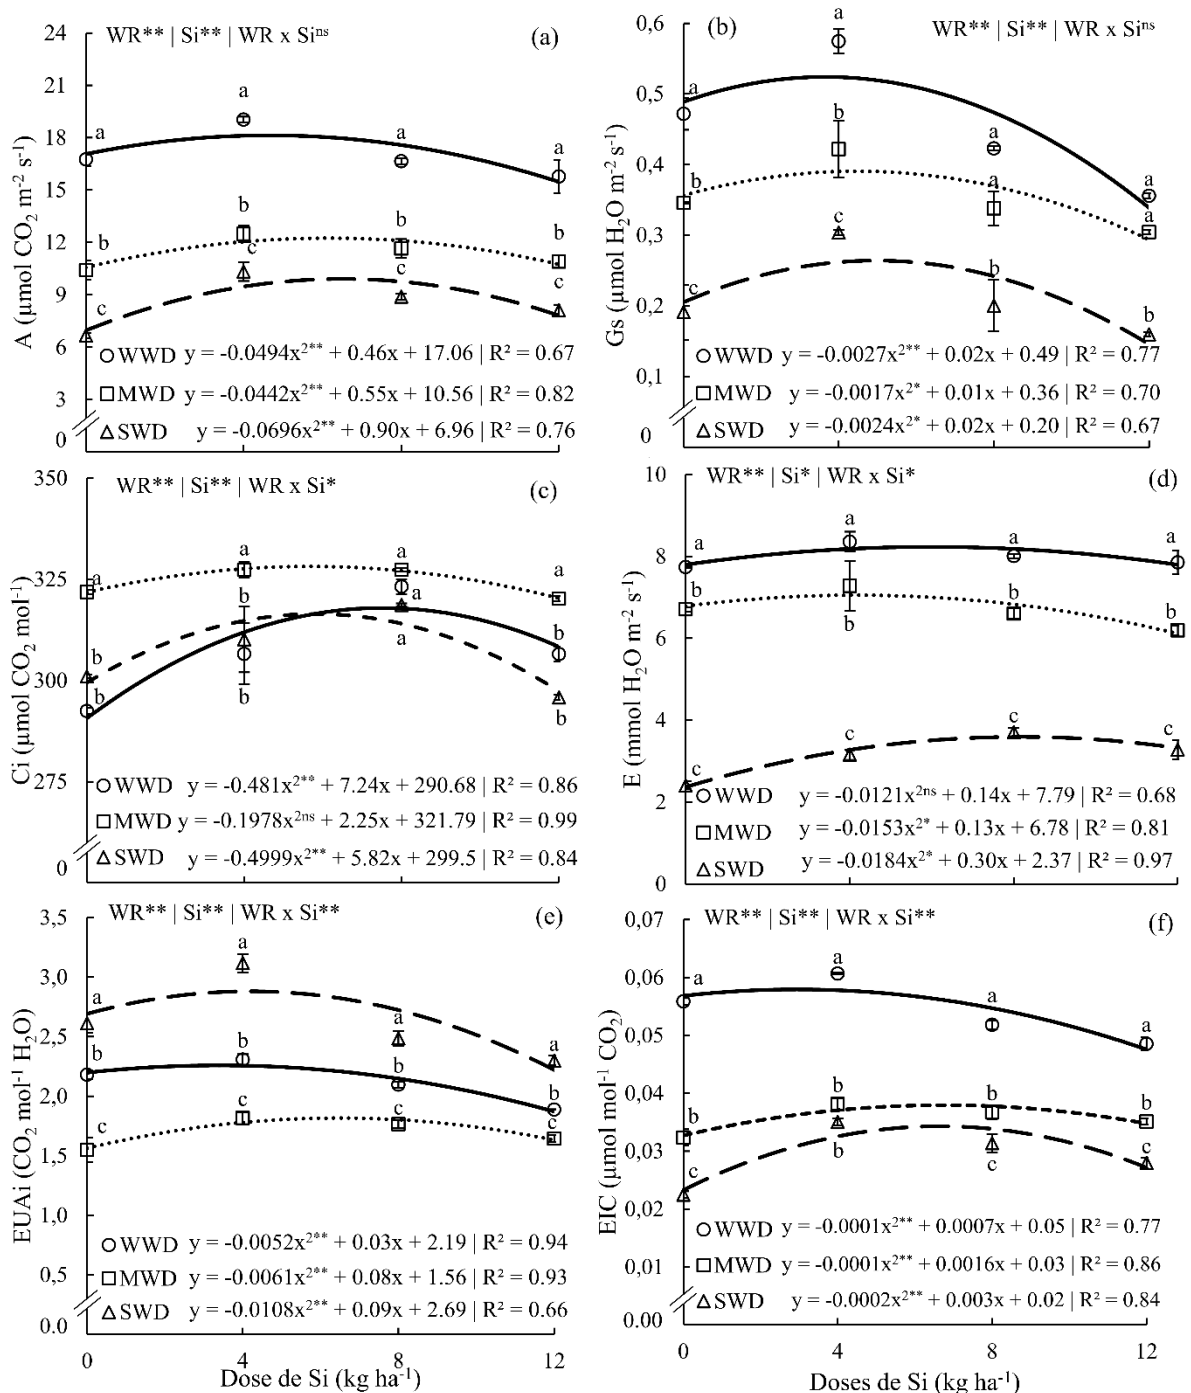 WR** | Si** | WR x Siⁿˢ
(a)
24
21
18
15
12
9
6
3
0
A (µmol CO₂ m⁻² s⁻¹)
a
a
a
a
b
b
b
b
c
c
c
c
WWD y = -0.0494x²** + 0.46x + 17.06 | R² = 0.67
MWD y = -0.0442x²** + 0.55x + 10.56 | R² = 0.82
SWD y = -0.0696x²** + 0.90x + 6.96 | R² = 0.76
(b)
WR** | Si** | WR x Siⁿˢ
0,6
0,5
0,4
0,3
0,2
0,1
0
Gs (µmol H₂O m⁻² s⁻¹)
a
a
a
a
b
b
a
a
c
c
b
b
WWD y = -0.0027x²** + 0.02x + 0.49 | R² = 0.77
MWD y = -0.0017x²* + 0.01x + 0.36 | R² = 0.70
SWD y = -0.0024x²* + 0.02x + 0.20 | R² = 0.67
WR** | Si** | WR x Si*
(c)
350
325
300
275
0
Ci (µmol CO₂ mol⁻¹)
a
a
a
a
b
b
a
b
b
b
a
b
WWD y = -0.481x²** + 7.24x + 290.68 | R² = 0.86
MWD y = -0.1978x²ⁿˢ + 2.25x + 321.79 | R² = 0.99
SWD y = -0.4999x²** + 5.82x + 299.5 | R² = 0.84
WR** | Si* | WR x Si*
(d)
10
8
6
4
2
0
E (mmol H₂O m⁻² s⁻¹)
a
a
a
a
b
b
b
b
c
c
c
c
WWD y = -0.0121x²ⁿˢ + 0.14x + 7.79 | R² = 0.68
MWD y = -0.0153x²* + 0.13x + 6.78 | R² = 0.81
SWD y = -0.0184x²* + 0.30x + 2.37 | R² = 0.97
WR** | Si** | WR x Si**
(e)
3,5
3,0
2,5
2,0
1,5
1,0
0,5
0.0
EUAi (CO₂ mol⁻¹ H₂O)
a
a
a
a
b
b
b
b
c
c
c
c
WWD y = -0.0052x²** + 0.03x + 2.19 | R² = 0.94
MWD y = -0.0061x²** + 0.08x + 1.56 | R² = 0.93
SWD y = -0.0108x²** + 0.09x + 2.69 | R² = 0.66
0 4 8 12
Dose de Si (kg ha⁻¹)
WR** | Si** | WR x Si**
(f)
0,07
0,06
0,05
0,04
0,03
0,02
0,01
0.00
EIC (µmol mol⁻¹ CO₂)
a
a
a
a
b
b
b
b
c
b
c
c
WWD y = -0.0001x²** + 0.0007x + 0.05 | R² = 0.77
MWD y = -0.0001x²** + 0.0016x + 0.03 | R² = 0.86
SWD y = -0.0002x²** + 0.003x + 0.02 | R² = 0.84
0 4 8 12
Doses de Si (kg ha⁻¹)